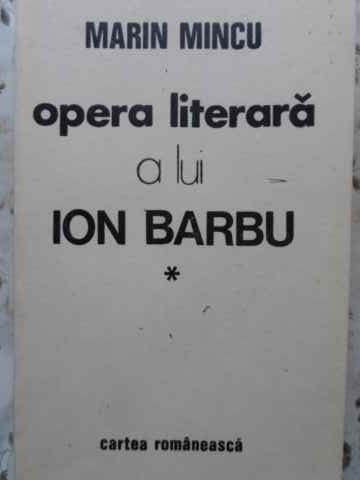 MARIN MINCU
opera literară
a lui
ION BARBU
*
cartea românească